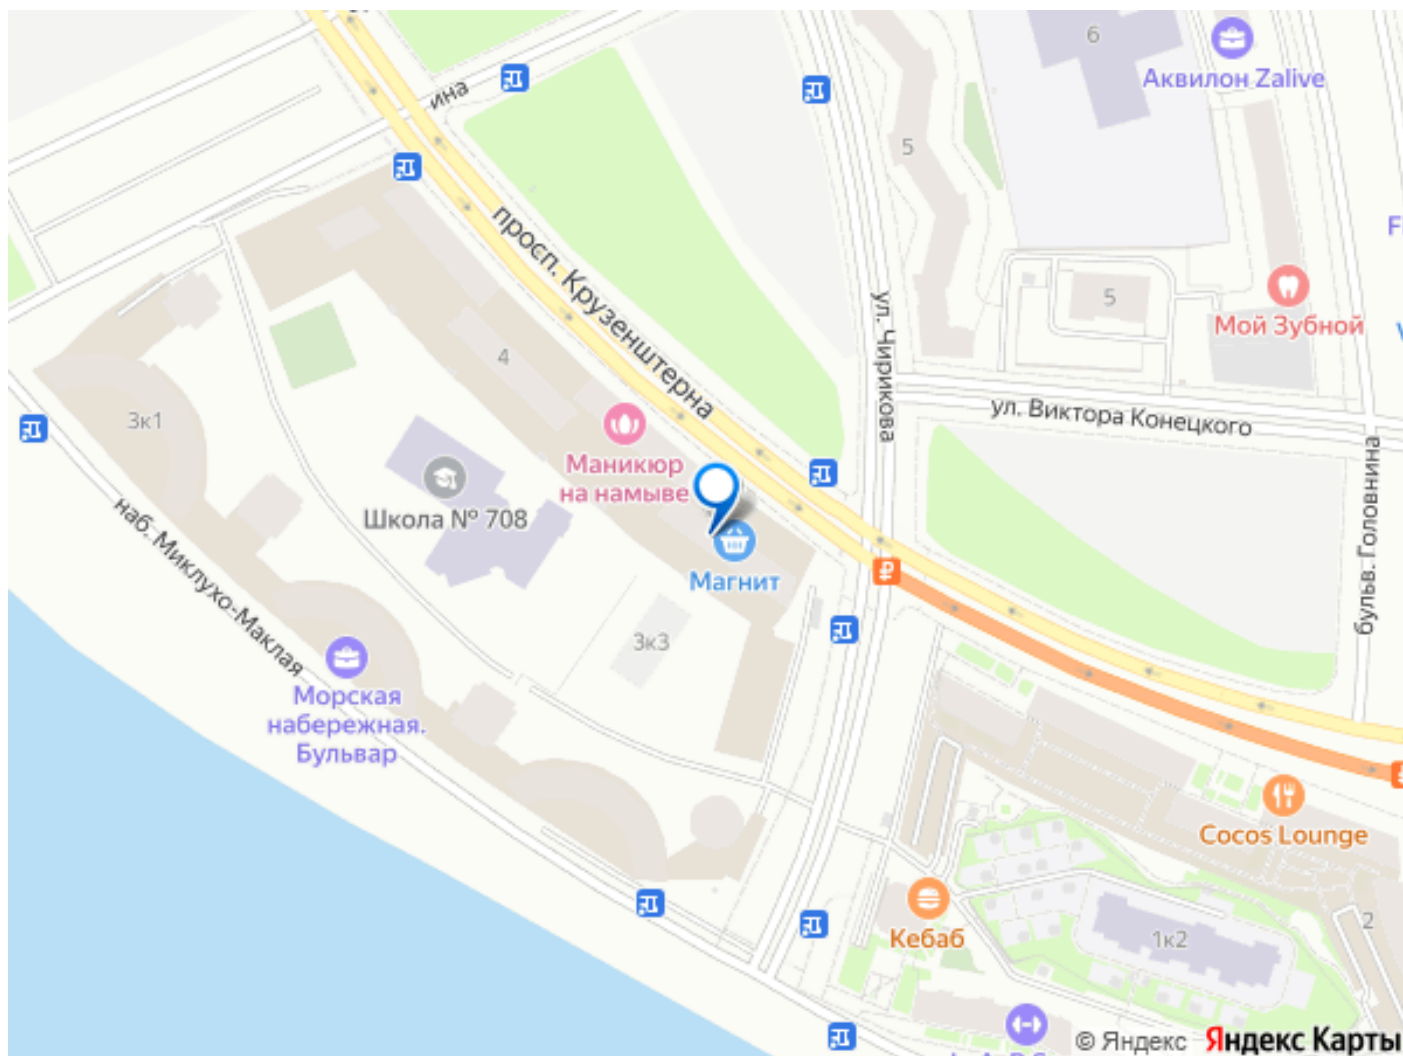 6
Аквилон Zalive
ина
5
просп. Крузенштерна
5
ул. Чирикова
Мой Зубной
4
3к1
ул. Виктора Конецкого
Маникюр
на намыве
Школа № 708
бульв. Головнина
наб. Миклухо-Маклая
Магнит
₽
3к3
Морская
набережная.
Бульвар
Cocos Lounge
Кебаб
1к2
2
© Яндекс Яндекс Карты